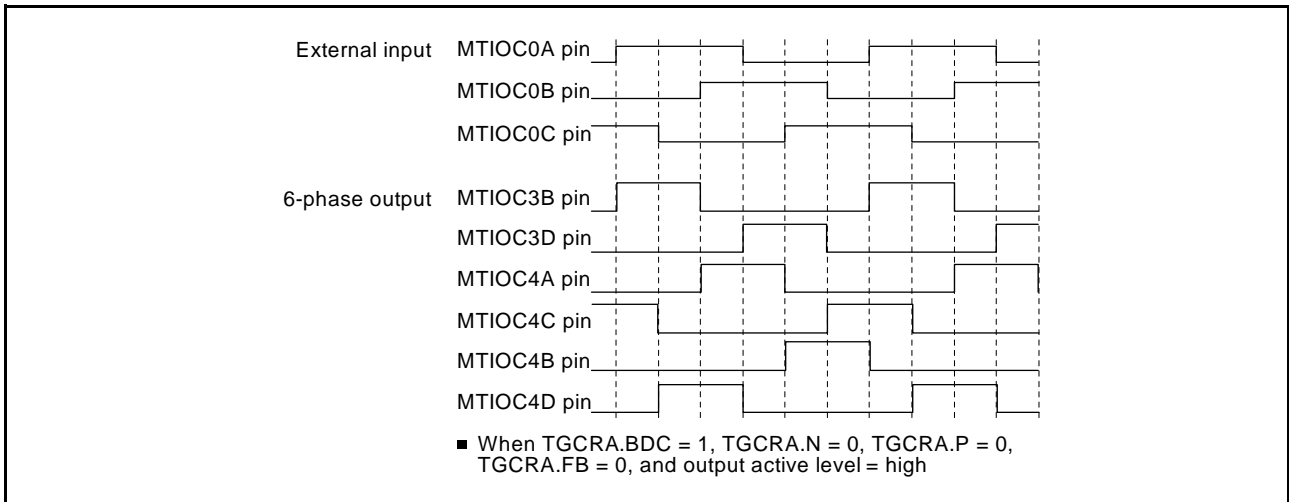 External input MTIOC0A pin
MTIOC0B pin
MTIOC0C pin
6-phase output MTIOC3B pin
MTIOC3D pin
MTIOC4A pin
MTIOC4C pin
MTIOC4B pin
MTIOC4D pin
■ When TGCRA.BDC = 1, TGCRA.N = 0, TGCRA.P = 0,
TGCRA.FB = 0, and output active level = high